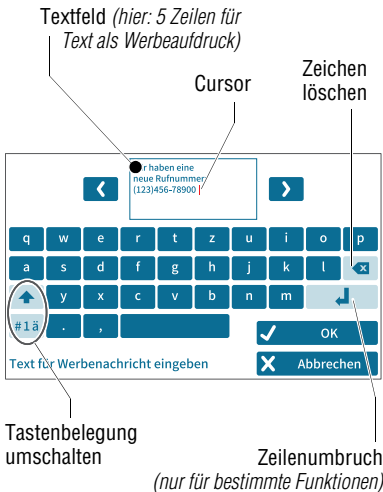 Textfeld (hier: 5 Zeilen für
Text als Werbeaufdruck)
Cursor
Zeichen
löschen
r haben eine
neue Rufnummer
(123)456-78900
q w e r t z u i o p
a s d f g h j k l
y x c v b n m
#1ä . ,
OK
Text für Werbenachricht eingeben
Abbrechen
Tastenbelegung
umschalten
Zeilenumbruch
(nur für bestimmte Funktionen)